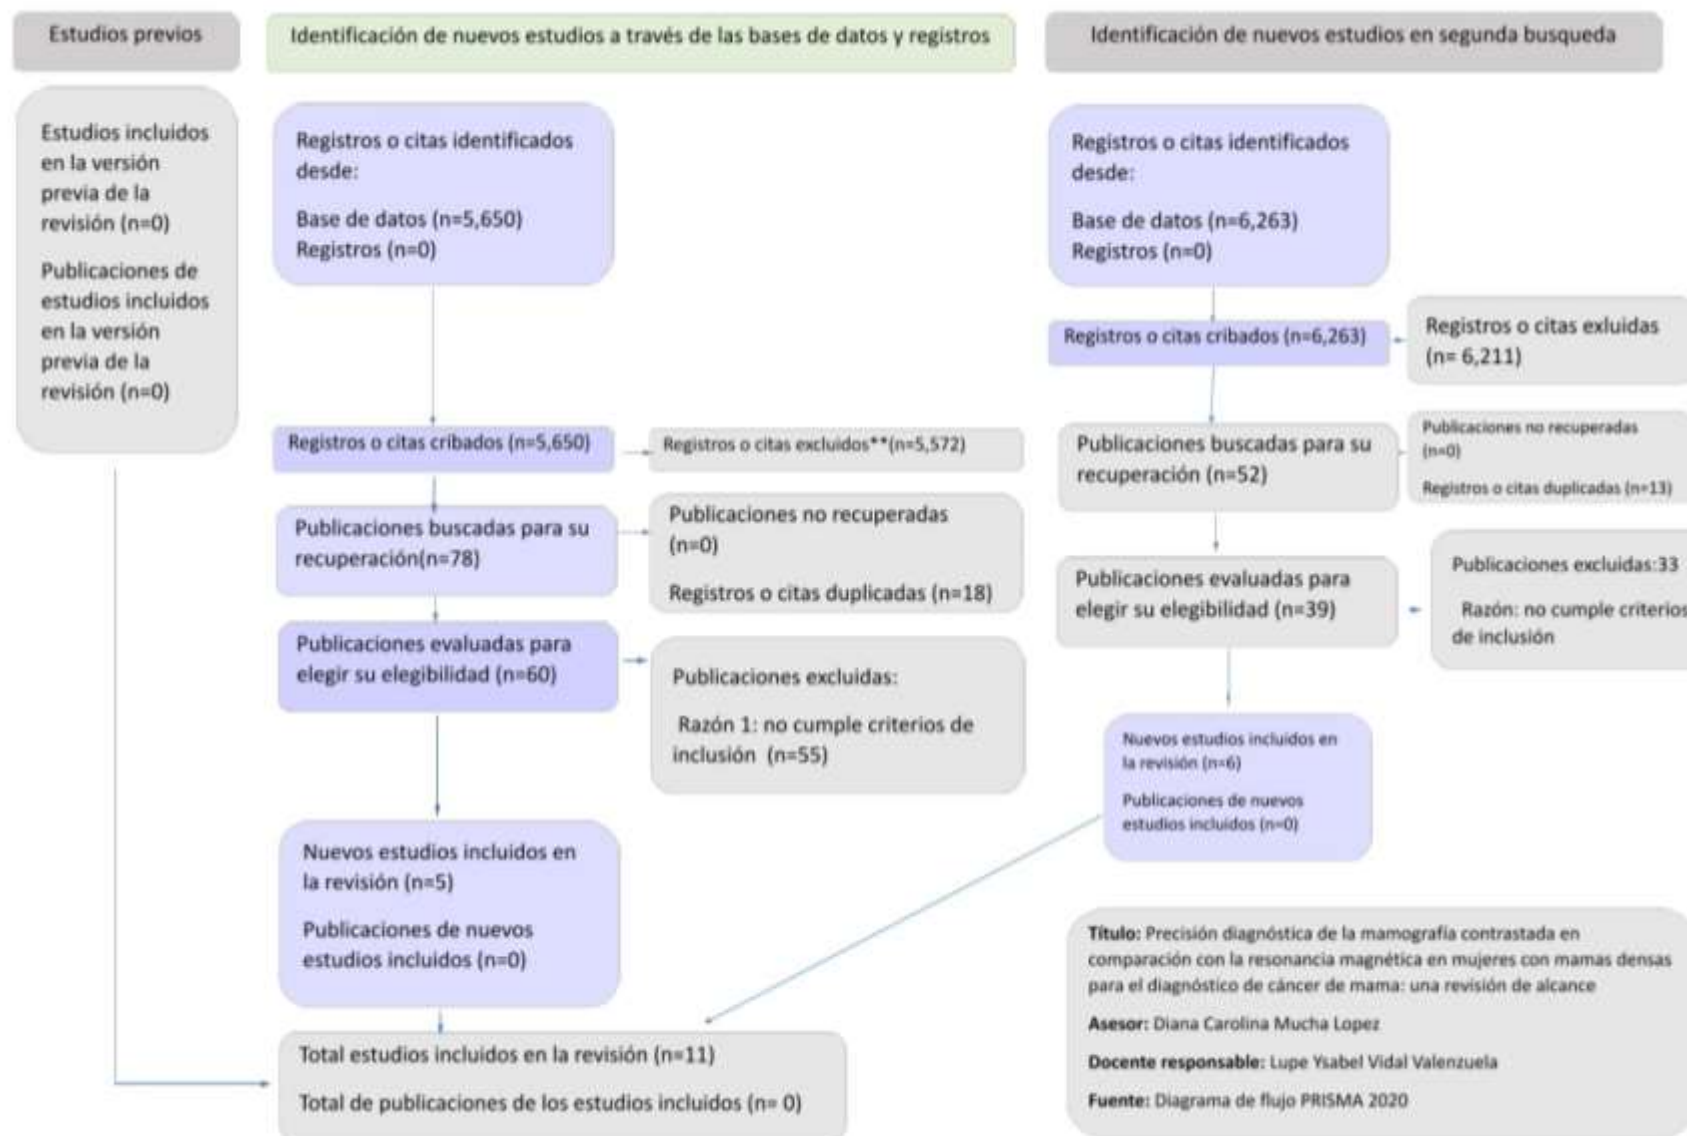 Estudios previos
Estudios incluidos
en la versión
previa de la
revisión (n=0)
Publicaciones de
estudios incluidos
en la versión
previa de la
revisión (n=0)
Identificación de nuevos estudios a través de las bases de datos y registros
Registros o citas identificados
desde:
Base de datos (n=5,650)
Registros (n=0)
Registros o citas cribados (n=5,650)
Registros o citas excluidos**(n=5,572)
Publicaciones buscadas para su
recuperación(n=78)
Publicaciones no recuperadas
(n=0)
Registros o citas duplicadas (n=18)
Publicaciones evaluadas para
elegir su elegibilidad (n=60)
Publicaciones excluidas:
Razón 1: no cumple criterios de
inclusión (n=55)
Nuevos estudios incluidos en
la revisión (n=5)
Publicaciones de nuevos
estudios incluidos (n=0)
Total estudios incluidos en la revisión (n=11)
Total de publicaciones de los estudios incluidos (n= 0)
Identificación de nuevos estudios en segunda busqueda
Registros o citas identificados
desde:
Base de datos (n=6,263)
Registros (n=0)
Registros o citas cribados (n=6,263)
Registros o citas exluidas
(n= 6,211)
Publicaciones buscadas para su
recuperación (n=52)
Publicaciones no recuperadas
(n=0)
Registros o citas duplicadas (n=13)
Publicaciones evaluadas para
elegir su elegibilidad (n=39)
Publicaciones excluidas:33
Razón: no cumple criterios
de inclusión
Nuevos estudios incluidos en
la revisión (n=6)
Publicaciones de nuevos
estudios incluidos (n=0)
Título: Precisión diagnóstica de la mamografía contrastada en
comparación con la resonancia magnética en mujeres con mamas densas
para el diagnóstico de cáncer de mama: una revisión de alcance
Asesor: Diana Carolina Mucha Lopez
Docente responsable: Lupe Ysabel Vidal Valenzuela
Fuente: Diagrama de flujo PRISMA 2020